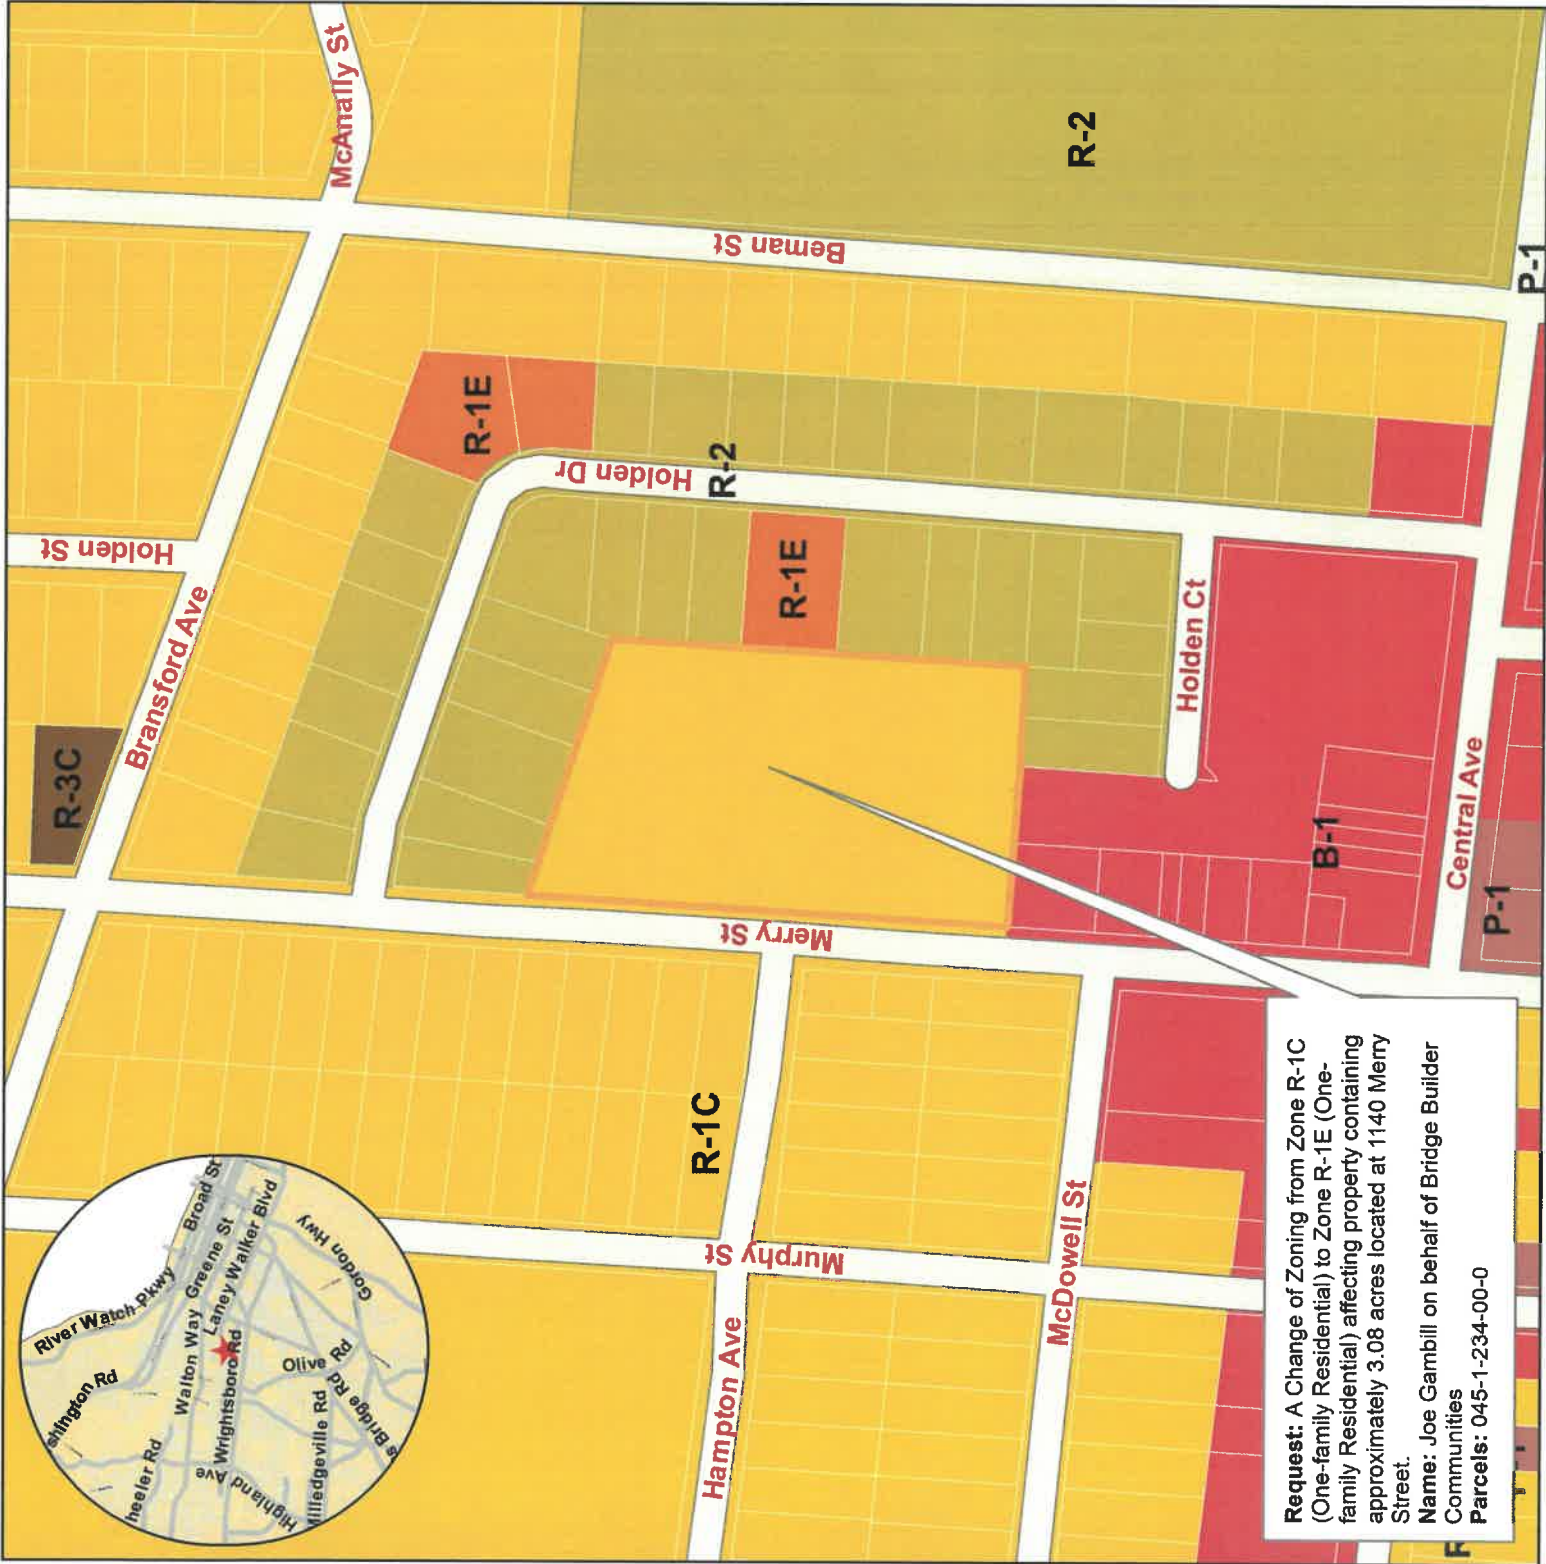 McAnally St
Beman St
R-2
P-1
R-1E
Holden Dr
R-2
Holden St
Bransford Ave
R-3C
R-1E
Holden Ct
Merry St
B-1
Central Ave
P-1
R-1C
Murphy St
McDowell St
Hampton Ave
River Watch Pkwy
Broad St
shington Rd
Walton Way
Greene St
Laney Walker Blvd
Gordon Hwy
Wrightsboro Rd
Olive Rd
heeler Rd
Highland Ave
Milledgeville Rd
s Bridge Rd
Request: A Change of Zoning from Zone R-1C
(One-family Residential) to Zone R-1E (One-
family Residential) affecting property containing
approximately 3.08 acres located at 1140 Merry
Street.
Name: Joe Gambill on behalf of Bridge Builder
Communities
Parcels: 045-1-234-00-0